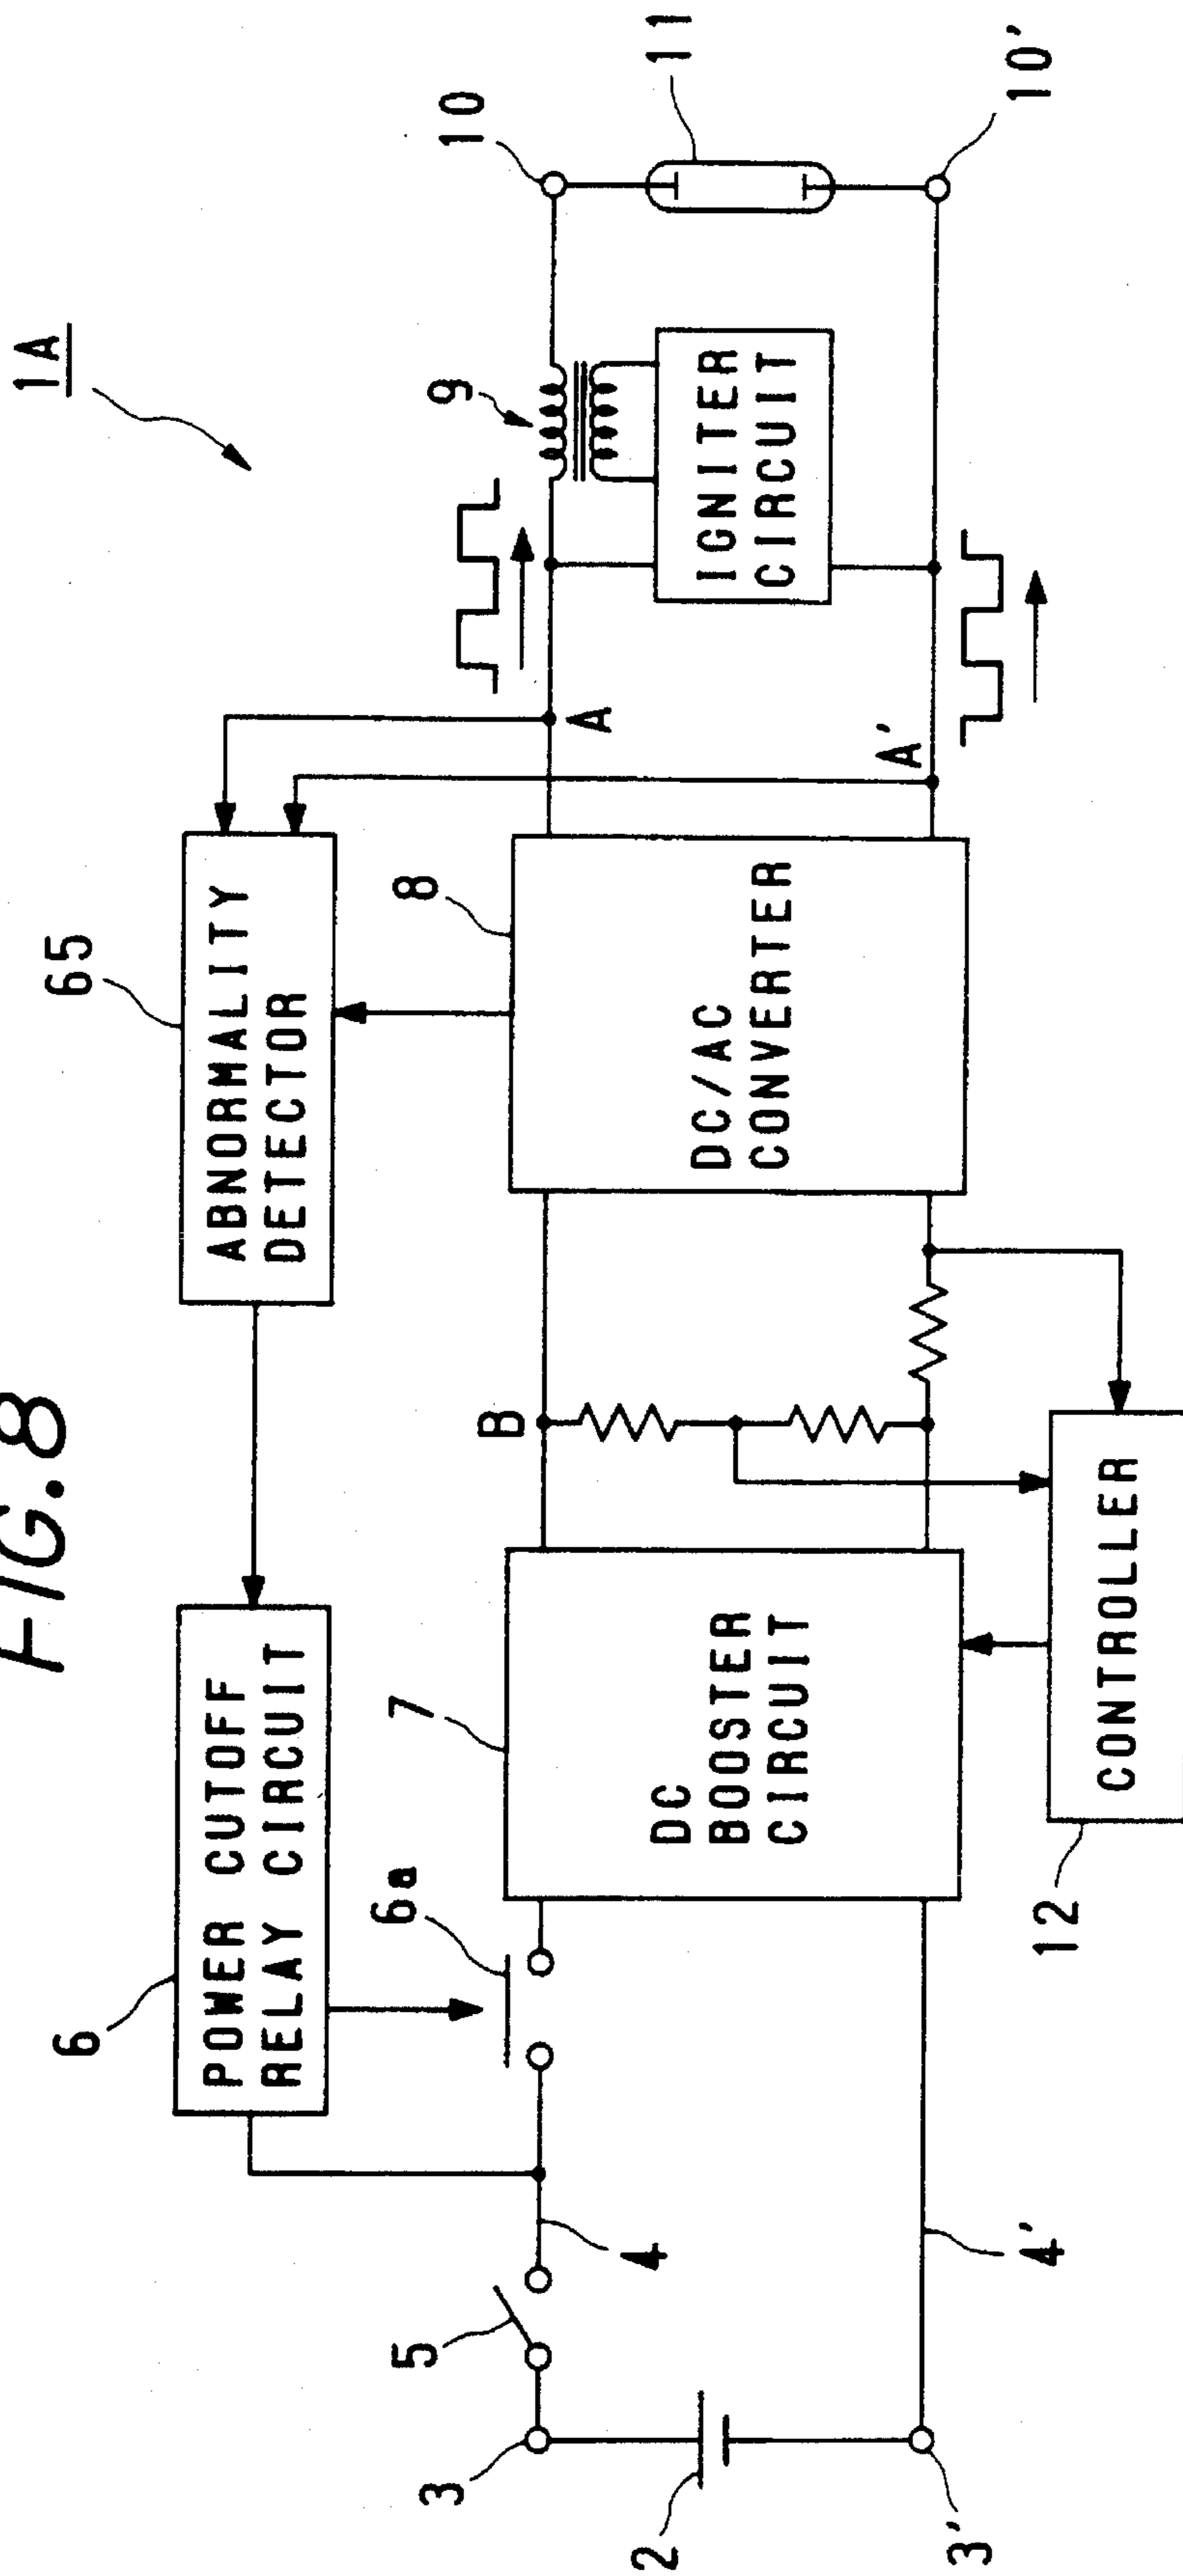 FIG.8
1A
6
POWER CUTOFF
RELAY CIRCUIT
65
ABNORMALITY
DETECTOR
5
6a
7
DC
BOOSTER
CIRCUIT
B
8
DC/AC
CONVERTER
A
A'
9
IGNITER
CIRCUIT
10
11
10'
3
2
3'
4
4'
12
CONTROLLER